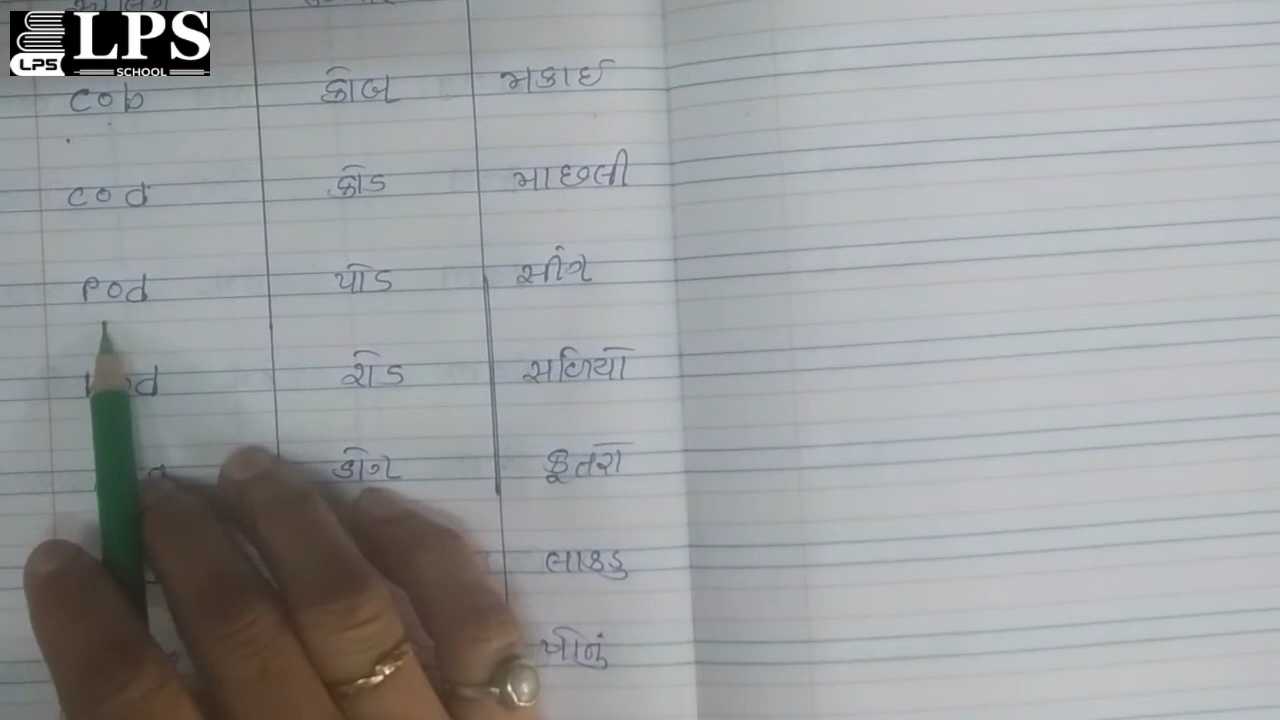 LPS
LPS
SCHOOL
cob કોબ મકાઈ
cod કોડ માછલી
pod પોડ સીંગ
રોડ સળિયો
ડોગ કૂતરો
લાકડુ
ખીનું